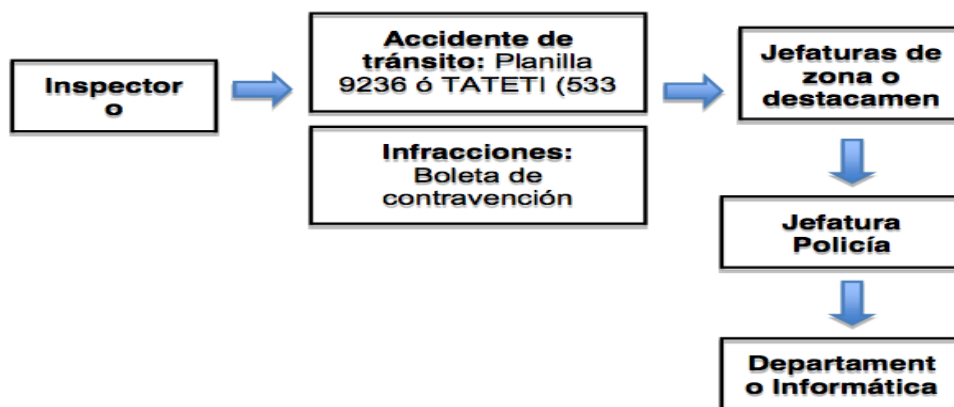 Inspector
o
Accidente de
tránsito: Planilla
9236 ó TATETI (533
Infracciones:
Boleta de
contravención
Jefaturas de
zona o
destacamen
Jefatura
Policía
Departament
o Informática